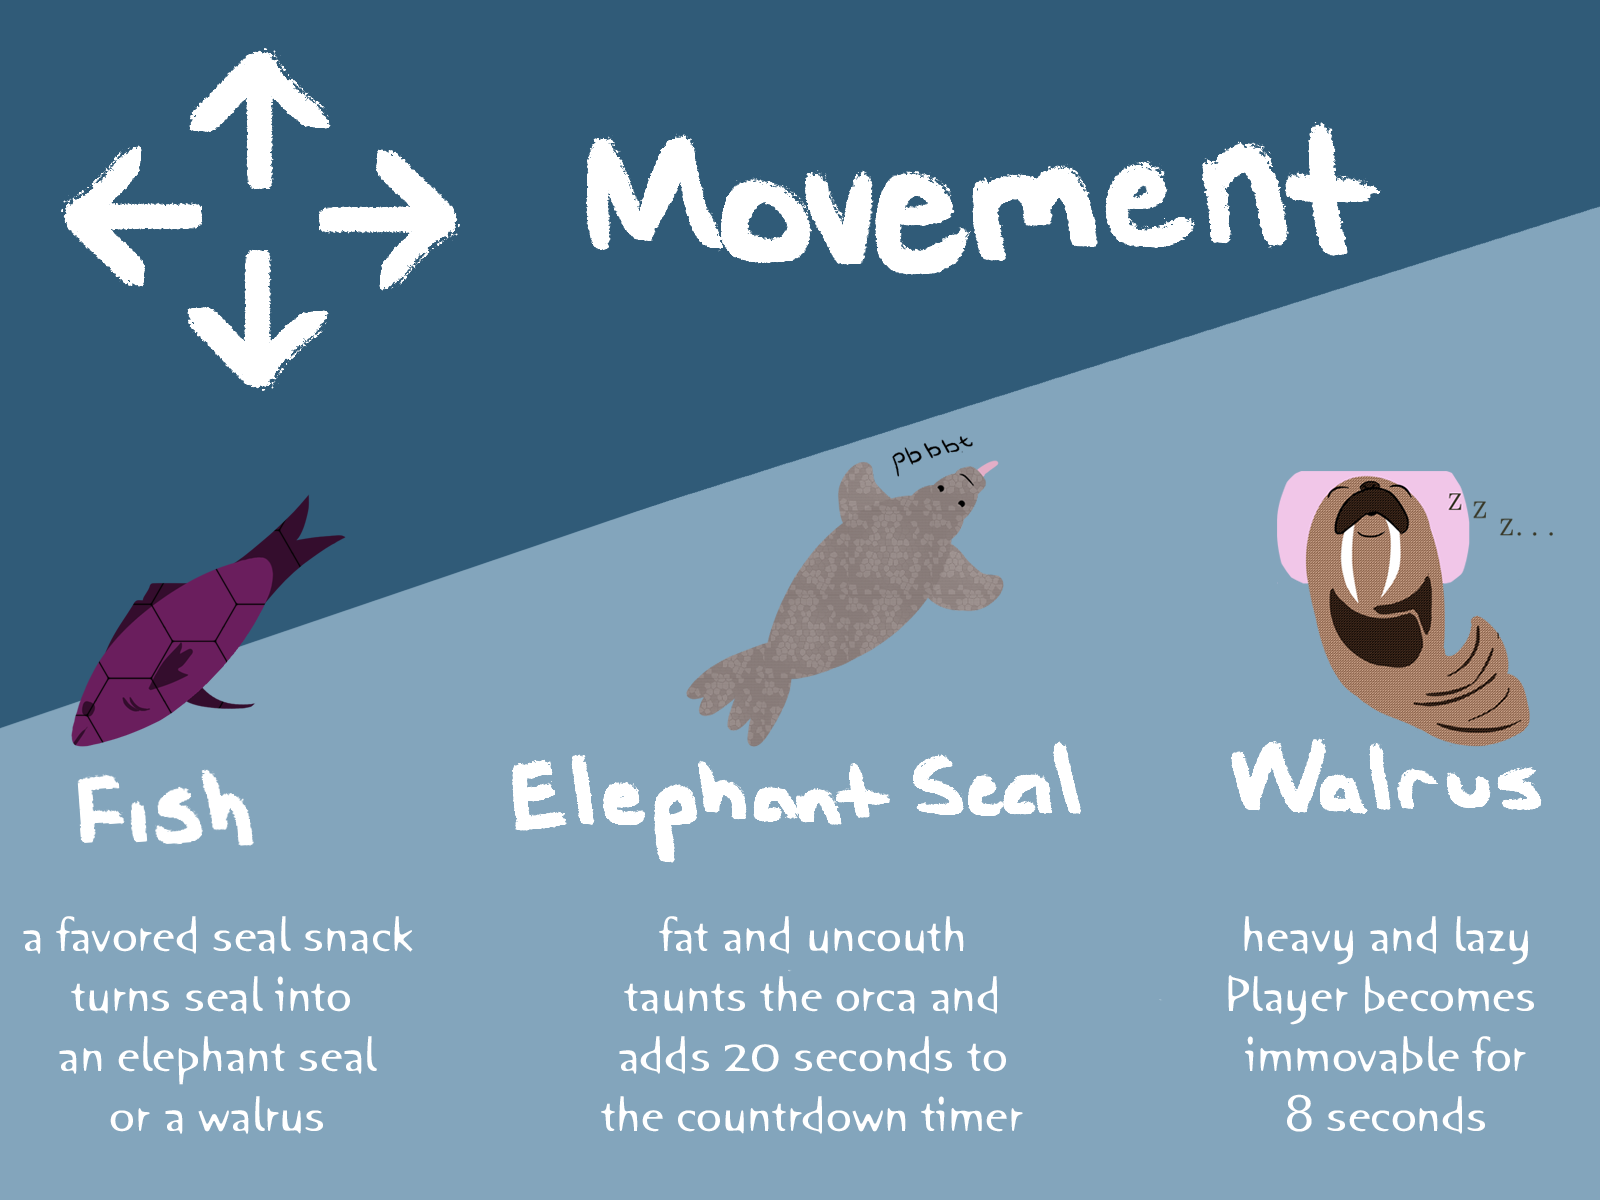 Movement
pbbbt
z z z...
Fish
Elephant Seal
Walrus
a favored seal snack
turns seal into
an elephant seal
or a walrus
fat and uncouth
taunts the orca and
adds 20 seconds to
the countrdown timer
heavy and lazy
Player becomes
immovable for
8 seconds